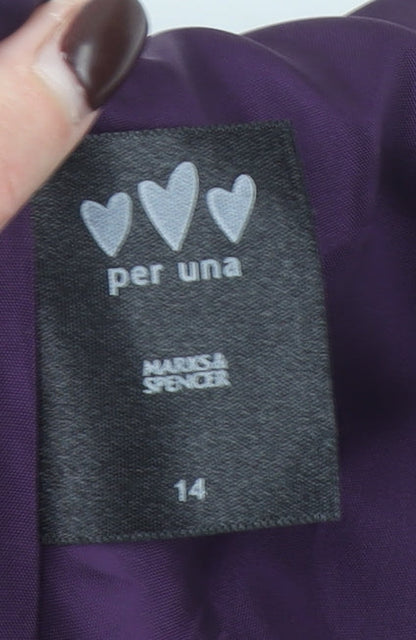 per una
MARKS&
SPENCER
14